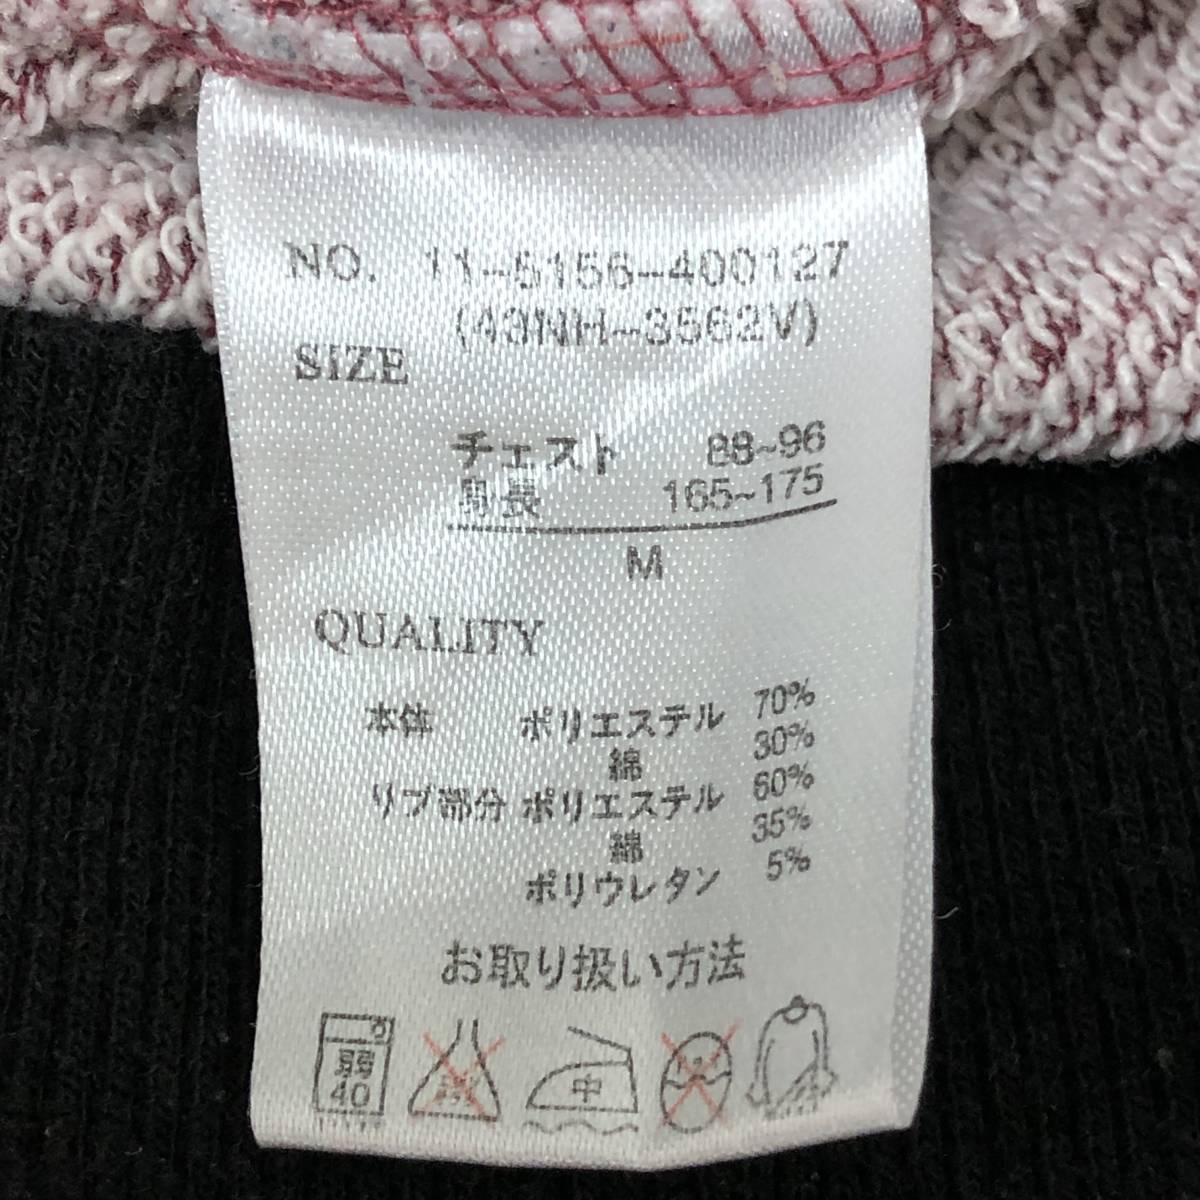 NO. 11-5156-400127
(43NH-3562V)
SIZE
チェスト 88~96
身長 165~175
M
QUALITY
本体 ポリエステル 70%
綿 30%
リブ部分 ポリエステル 60%
綿 35%
ポリウレタン 5%
お取り扱い方法
弱
40
中